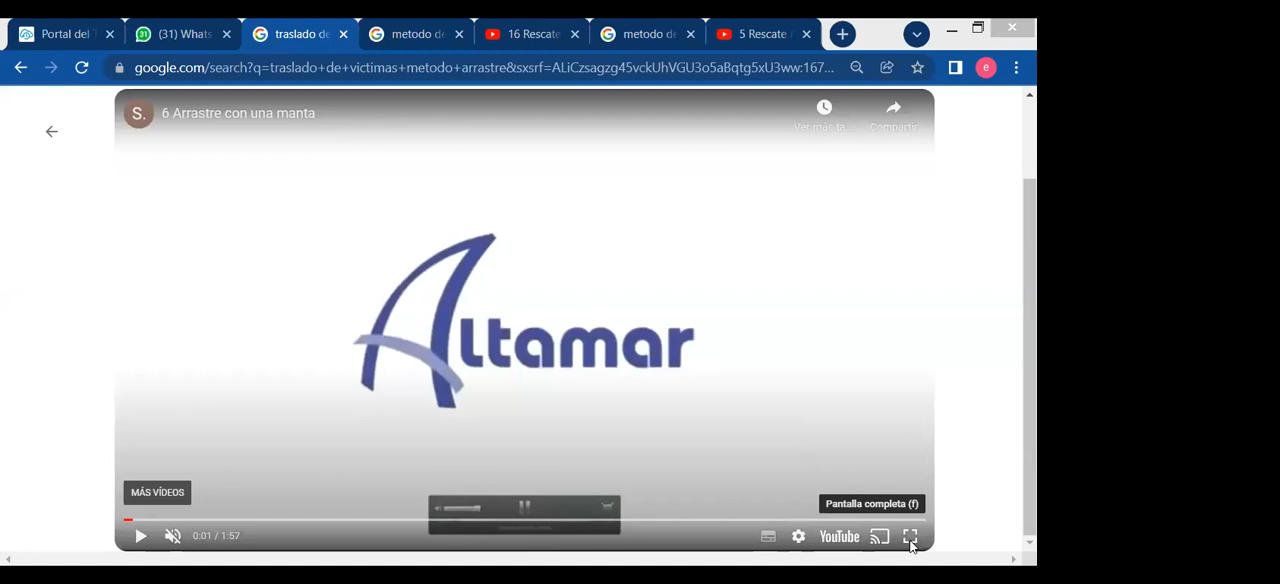 Portal del T
(31) Whats
traslado de
metodo de
16 Rescate
metodo de
5 Rescate A
google.com/search?q=traslado+de+victimas+metodo+arrastre&sxsrf=ALiCzsagzg45vckUhVGU3o5aBqtg5xU3ww:167...
e
S.
6 Arrastre con una manta
Ver más ta...
Compartir
Altamar
MÁS VÍDEOS
Pantalla completa (f)
0:01 / 1:57
YouTube